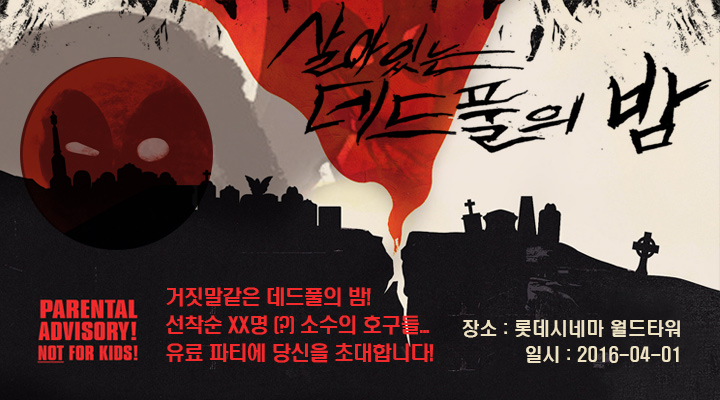 살아있는
데드풀의 밤
PARENTAL
ADVISORY!
NOT FOR KIDS!
거짓말같은 데드풀의 밤!
선착순 XX명 (?) 소수의 호구들...
유료 파티에 당신을 초대합니다!
장소 : 롯데시네마 월드타워
일시 : 2016-04-01